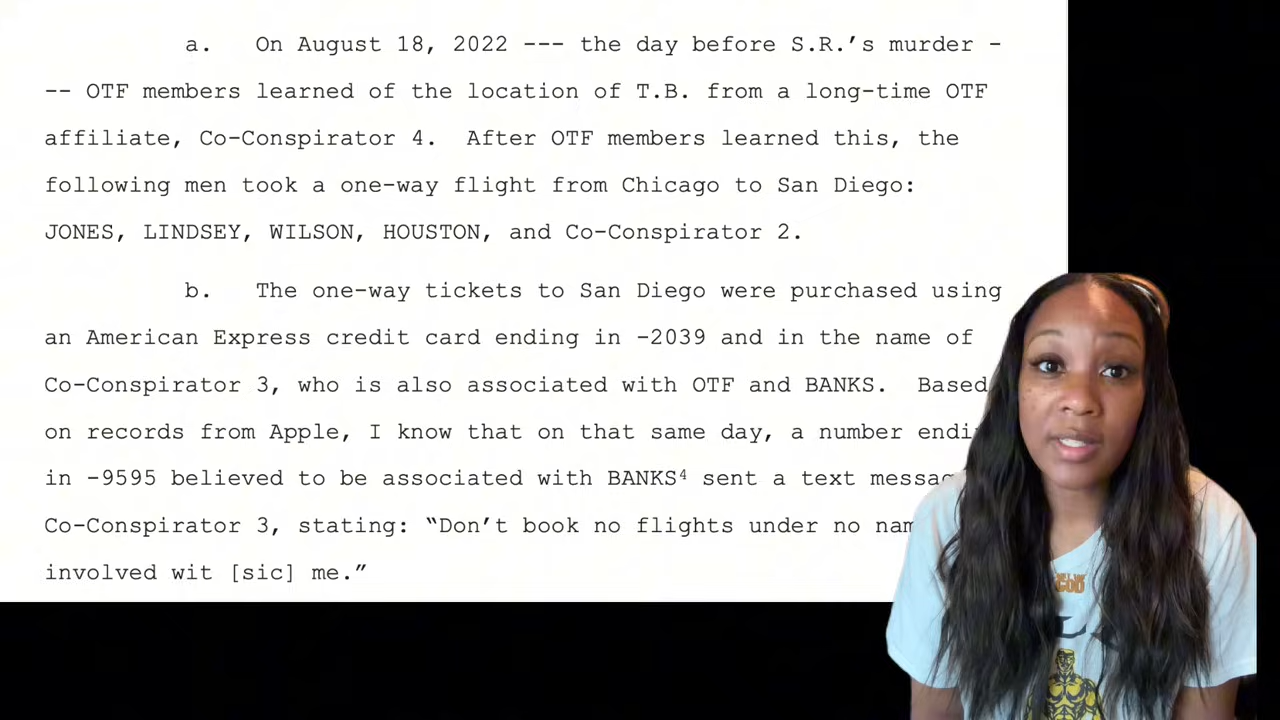 a. On August 18, 2022 --- the day before S.R.’s murder -
-- OTF members learned of the location of T.B. from a long-time OTF
affiliate, Co-Conspirator 4. After OTF members learned this, the
following men took a one-way flight from Chicago to San Diego:
JONES, LINDSEY, WILSON, HOUSTON, and Co-Conspirator 2.
b. The one-way tickets to San Diego were purchased using
an American Express credit card ending in -2039 and in the name of
Co-Conspirator 3, who is also associated with OTF and BANKS. Based
on records from Apple, I know that on that same day, a number
in -9595 believed to be associated with BANKS⁴ sent a text
Co-Conspirator 3, stating: “Don’t book no flights under no
involved wit [sic] me.”
GOD